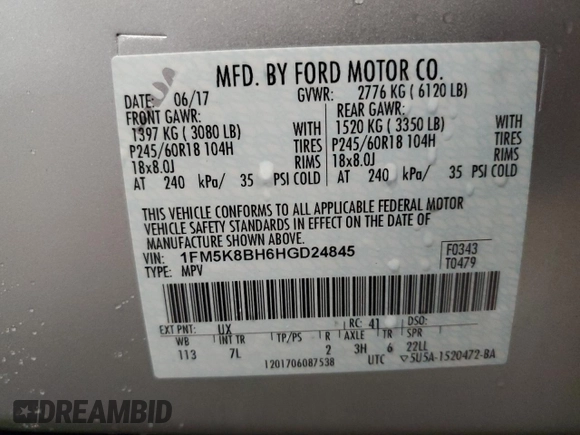 MFD. BY FORD MOTOR CO.
DATE: 06/17 GVWR: 2776 KG ( 6120 LB)
FRONT GAWR: REAR GAWR:
1397 KG ( 3080 LB) WITH 1520 KG ( 3350 LB) WITH
P245/60R18 104H TIRES P245/60R18 104H TIRES
18x8.0J RIMS 18x8.0J RIMS
AT 240 kPa/ 35 PSI COLD AT 240 kPa/ 35 PSI COLD
THIS VEHICLE CONFORMS TO ALL APPLICABLE FEDERAL MOTOR
VEHICLE SAFETY STANDARDS IN EFFECT ON THE DATE OF
MANUFACTURE SHOWN ABOVE.
VIN: 1FM5K8BH6HGD24845 F0343
TYPE: MPV T0479
EXT PNT: UX RC: 41 DSO:
WB INT TR TP/PS R AXLE TR SPR
113 7L 2 3H 6 22LL
1201706087538 UTC ▽5U5A-1520472-BA
DREAMBID